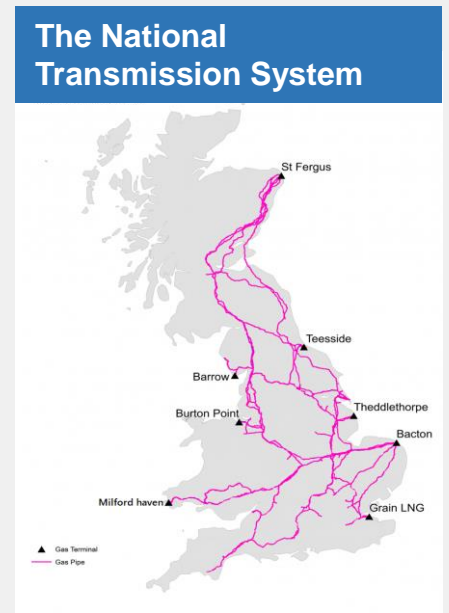 The National
Transmission System
St Fergus
Teesside
Barrow
Theddlethorpe
Burton Point
Bacton
Milford haven
Grain LNG
Gas Terminal
Gas Pipe